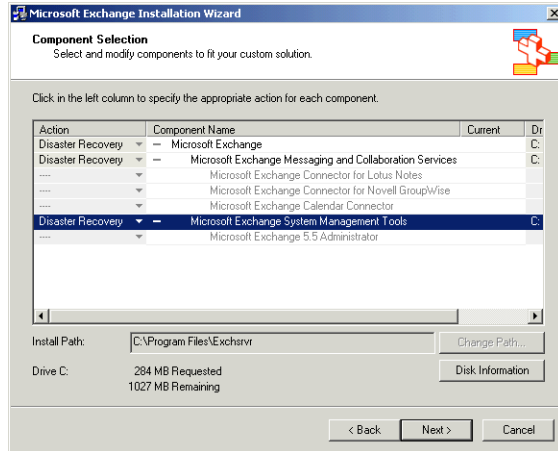 Microsoft Exchange Installation Wizard
Component Selection
Select and modify components to fit your custom solution.
Click in the left column to specify the appropriate action for each component.
Action Component Name Current Dr
Disaster Recovery Microsoft Exchange C:
Disaster Recovery Microsoft Exchange Messaging and Collaboration Services C:
---- Microsoft Exchange Connector for Lotus Notes
---- Microsoft Exchange Connector for Novell GroupWise
---- Microsoft Exchange Calendar Connector
Disaster Recovery Microsoft Exchange System Management Tools C:
---- Microsoft Exchange 5.5 Administrator
Install Path: C:\Program Files\Exchsrvr Change Path...
Drive C: 284 MB Requested Disk Information
1027 MB Remaining
< Back Next > Cancel